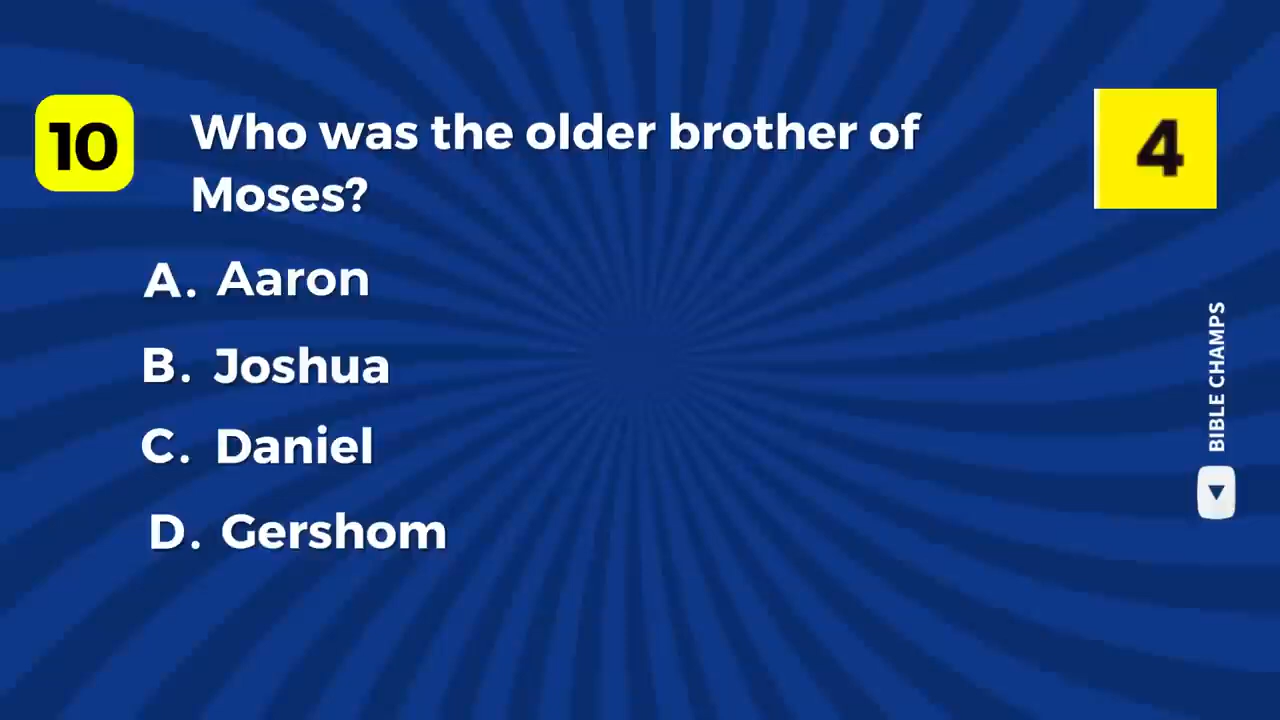 10
Who was the older brother of
Moses?
4
A. Aaron
B. Joshua
C. Daniel
D. Gershom
BIBLE CHAMPS